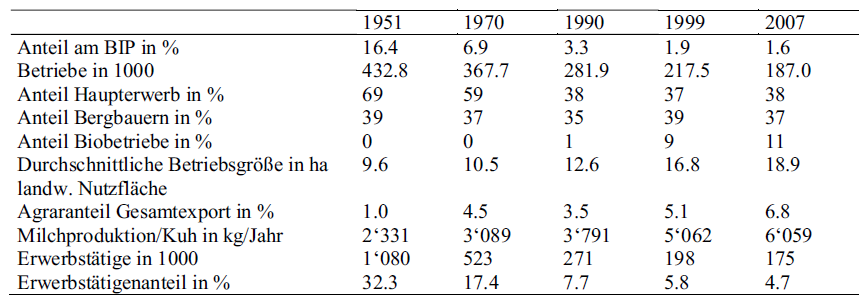 1951 1970 1990 1999 2007
Anteil am BIP in % 16.4 6.9 3.3 1.9 1.6
Betriebe in 1000 432.8 367.7 281.9 217.5 187.0
Anteil Haupterwerb in % 69 59 38 37 38
Anteil Bergbauern in % 39 37 35 39 37
Anteil Biobetriebe in % 0 0 1 9 11
Durchschnittliche Betriebsgröße in ha 9.6 10.5 12.6 16.8 18.9
landw. Nutzfläche
Agraranteil Gesamtexport in % 1.0 4.5 3.5 5.1 6.8
Milchproduktion/Kuh in kg/Jahr 2‘331 3‘089 3‘791 5‘062 6‘059
Erwerbstätige in 1000 1‘080 523 271 198 175
Erwerbstätigenanteil in % 32.3 17.4 7.7 5.8 4.7